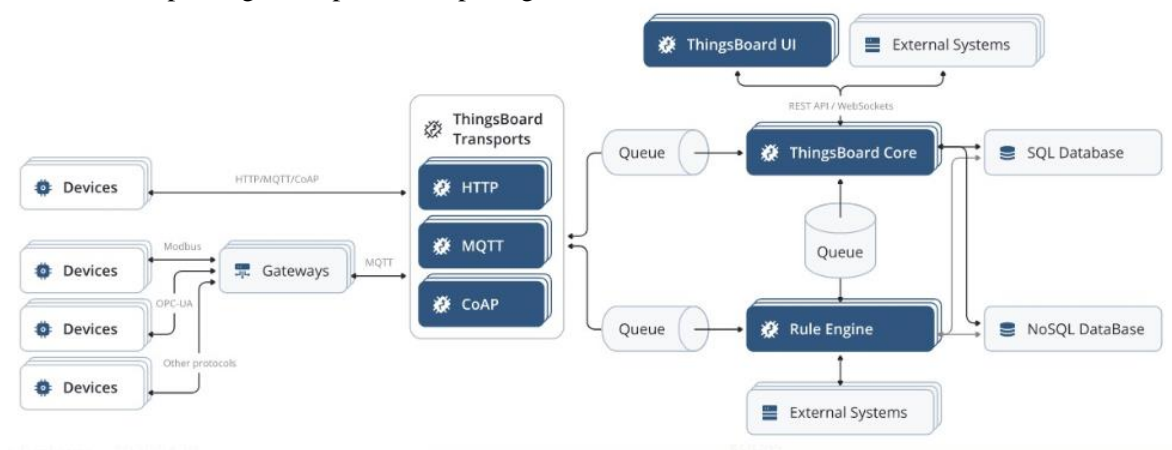 ThingsBoard UI
External Systems
REST API / WebSockets
ThingsBoard
Transports
HTTP
MQTT
CoAP
Queue
ThingsBoard Core
SQL Database
Devices
HTTP/MQTT/CoAP
Devices
Modbus
Gateways
MQTT
OPC-UA
Devices
Other protocols
Devices
Queue
Queue
Rule Engine
NoSQL DataBase
External Systems